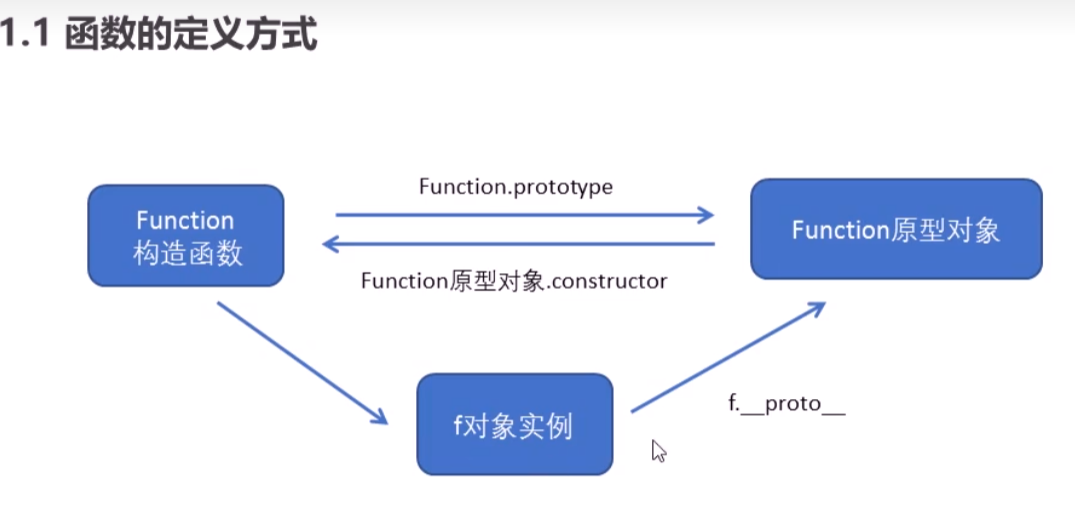 1.1 函数的定义方式
Function.prototype
Function
构造函数
Function原型对象
Function原型对象.constructor
f对象实例
f.__proto__